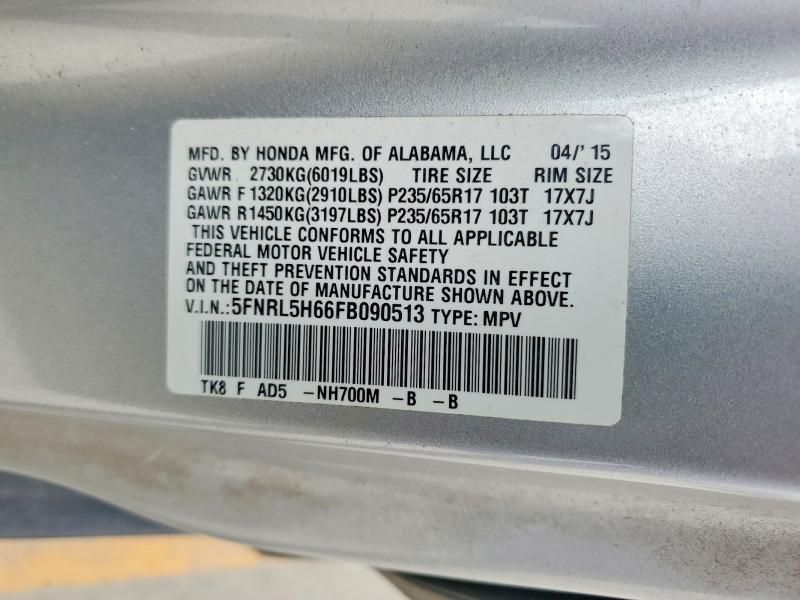 MFD. BY HONDA MFG. OF ALABAMA, LLC 04/'15
GVWR 2730KG(6019LBS) TIRE SIZE RIM SIZE
GAWR F1320KG(2910LBS) P235/65R17 103T 17X7J
GAWR R1450KG(3197LBS) P235/65R17 103T 17X7J
THIS VEHICLE CONFORMS TO ALL APPLICABLE
FEDERAL MOTOR VEHICLE SAFETY
AND THEFT PREVENTION STANDARDS IN EFFECT
ON THE DATE OF MANUFACTURE SHOWN ABOVE.
V.I.N.:5FNRL5H66FB090513 TYPE: MPV
TK8 F AD5 -NH700M -B -B